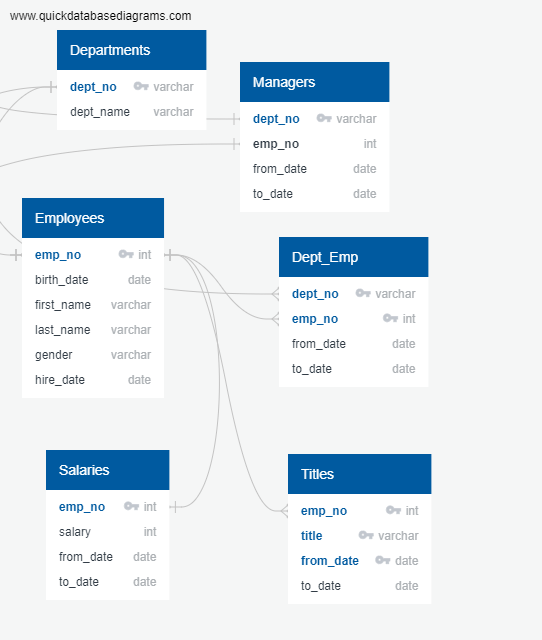 www.quickdatabasediagrams.com
Departments
dept_no varchar
dept_name varchar
Managers
dept_no varchar
emp_no int
from_date date
to_date date
Employees
emp_no int
birth_date date
first_name varchar
last_name varchar
gender varchar
hire_date date
Dept_Emp
dept_no varchar
emp_no int
from_date date
to_date date
Salaries
emp_no int
salary int
from_date date
to_date date
Titles
emp_no int
title varchar
from_date date
to_date date